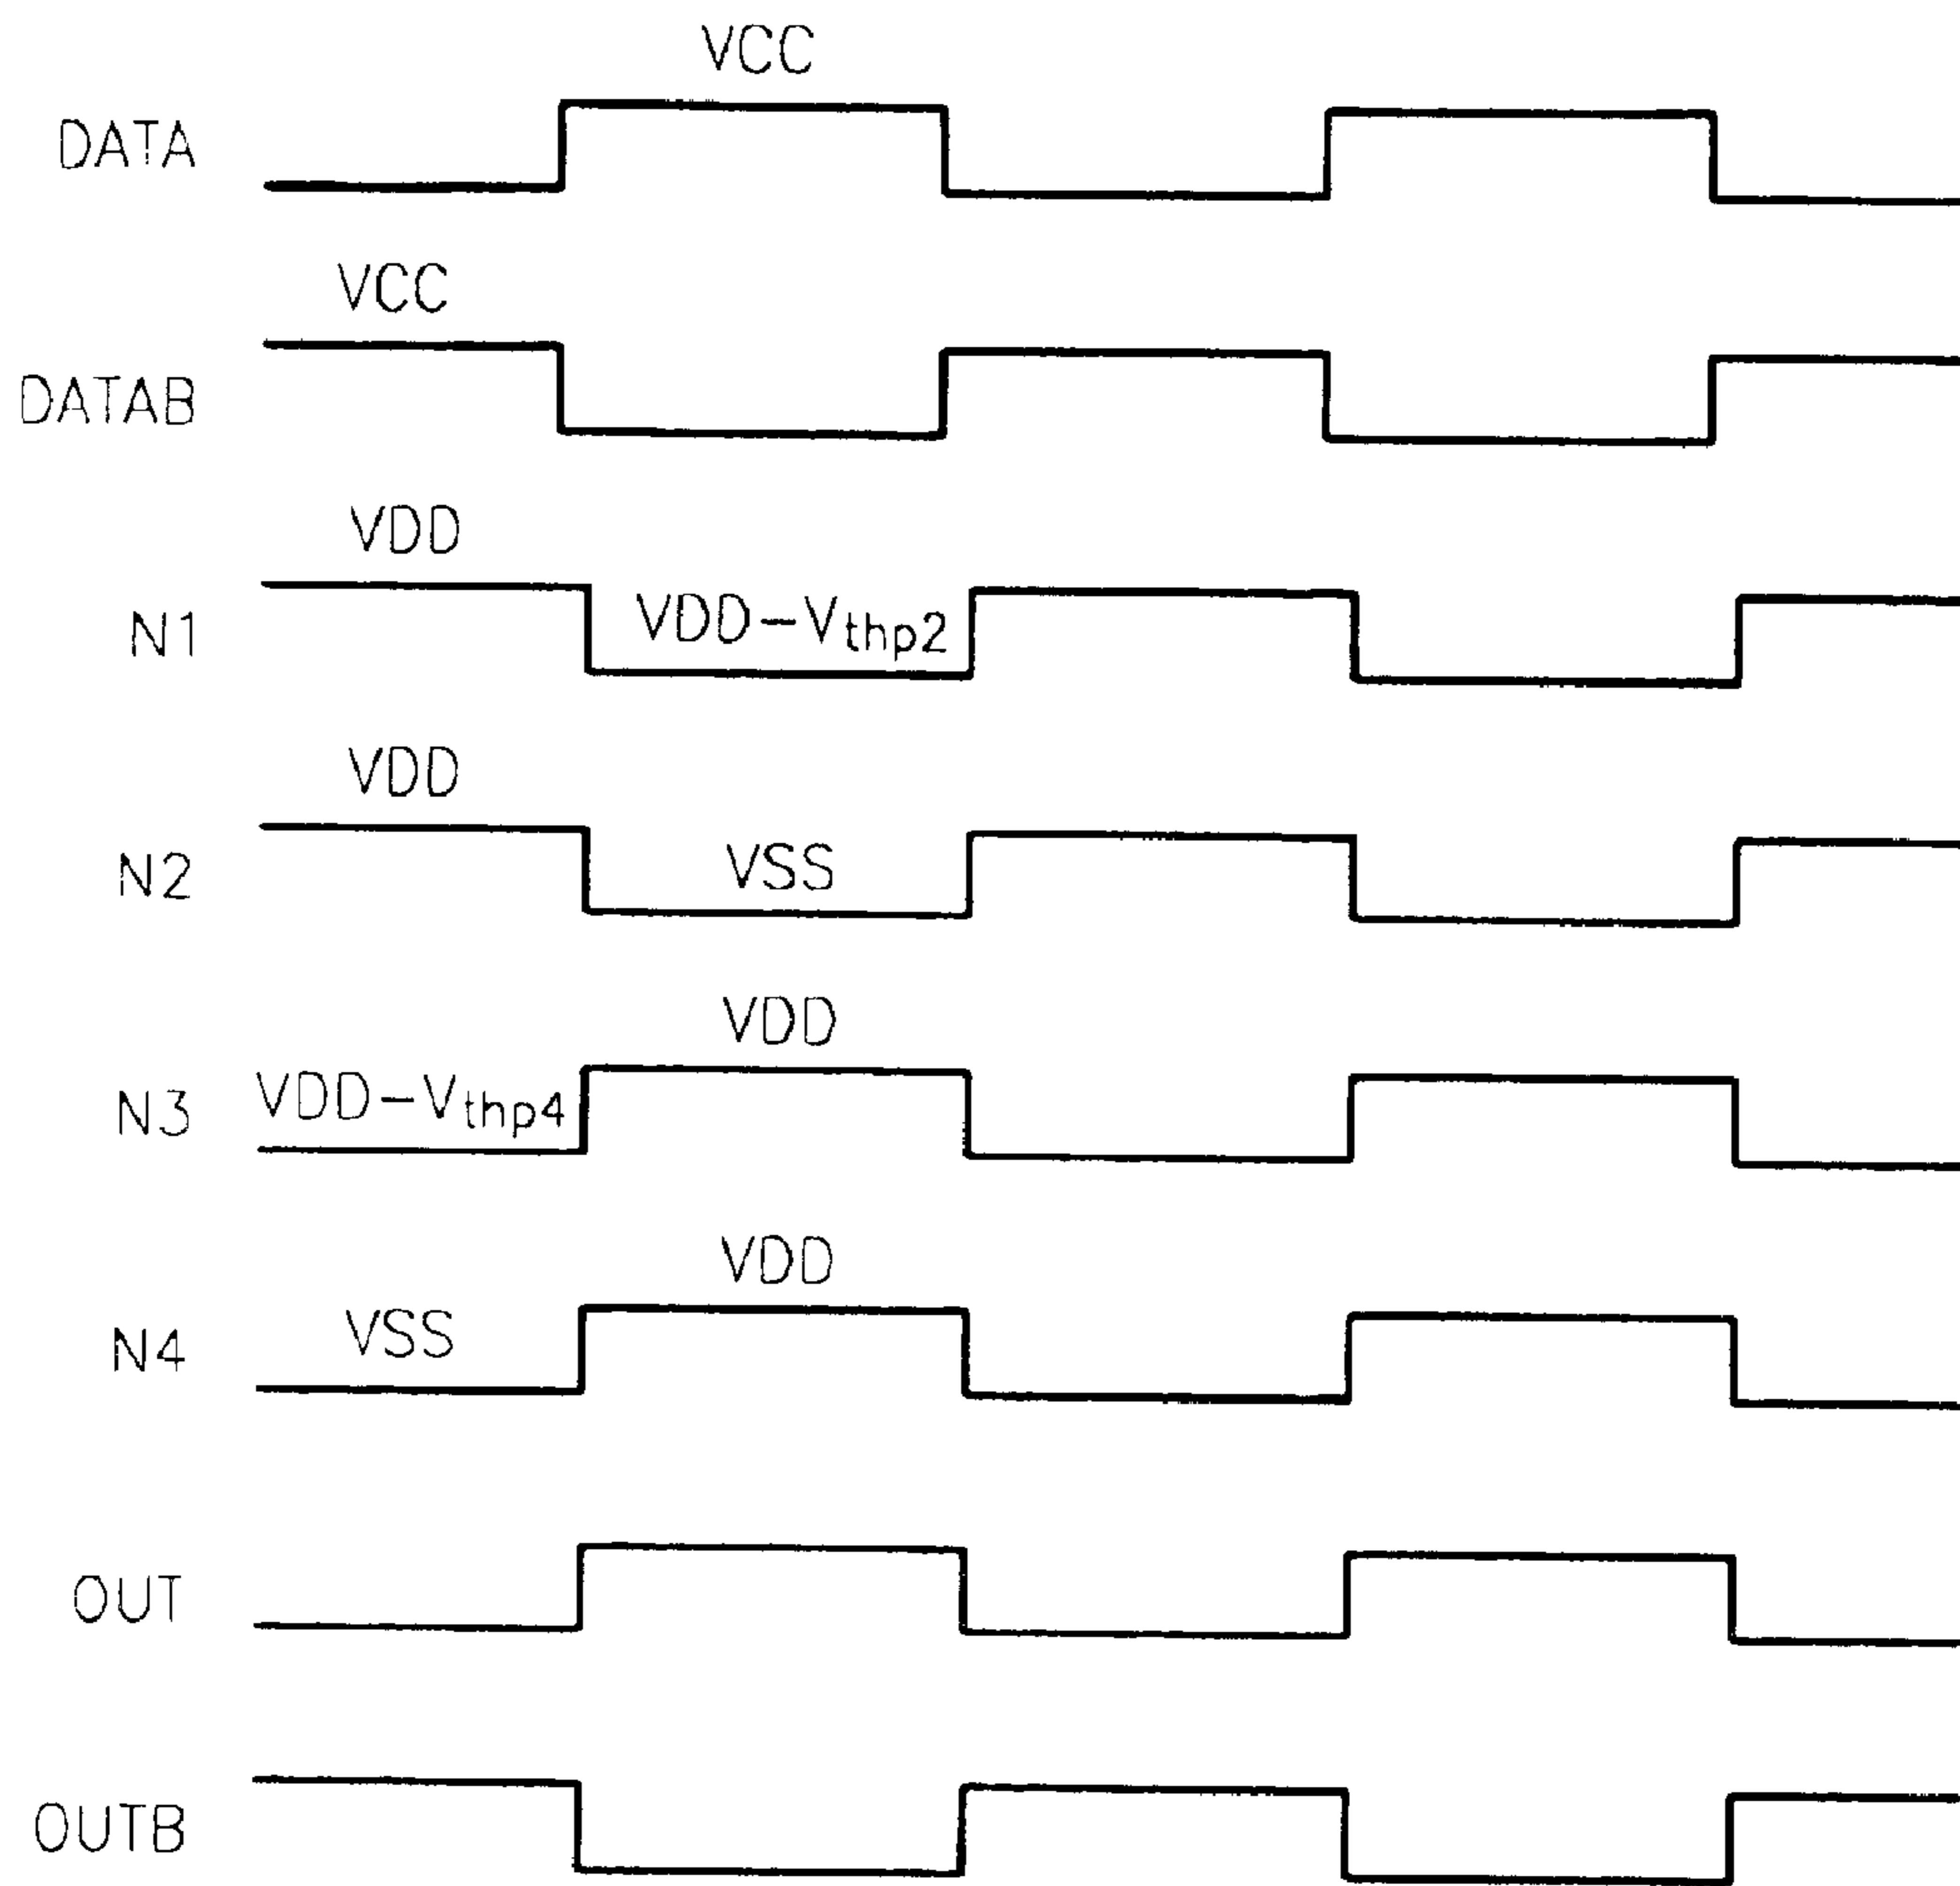 VCC
DATA
VCC
DATAB
VDD
N1 VDD-Vthp2
VDD
N2 VSS
VDD
N3 VDD-Vthp4
VDD
N4 VSS
OUT
OUTB